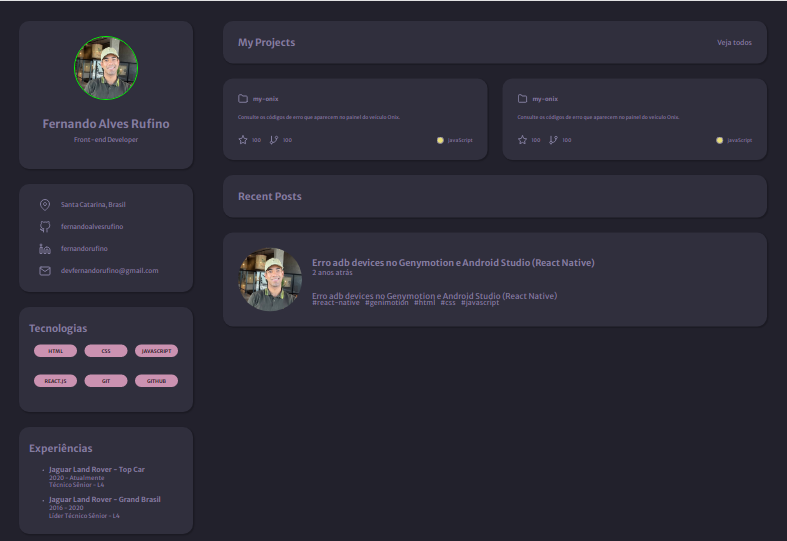 Fernando Alves Rufino
Front-end Developer
Santa Catarina, Brasil
fernandoalvesrufino
fernandorufino
devfernandorufino@gmail.com
Tecnologias
HTML CSS JAVASCRIPT
REACT.JS GIT GITHUB
Experiências
Jaguar Land Rover - Top Car
2020 - Atualmente
Técnico Sênior - L4
Jaguar Land Rover - Grand Brasil
2016 - 2020
Líder Técnico Sênior - L4
My Projects
Veja todos
my-onix
Consulte os códigos de erro que aparecem no painel do veículo Onix.
100 100 JavaScript
my-onix
Consulte os códigos de erro que aparecem no painel do veículo Onix.
100 100 JavaScript
Recent Posts
Erro adb devices no Genymotion e Android Studio (React Native)
2 anos atrás
Erro adb devices no Genymotion e Android Studio (React Native)
#react-native #genimotion #html #css #javascript